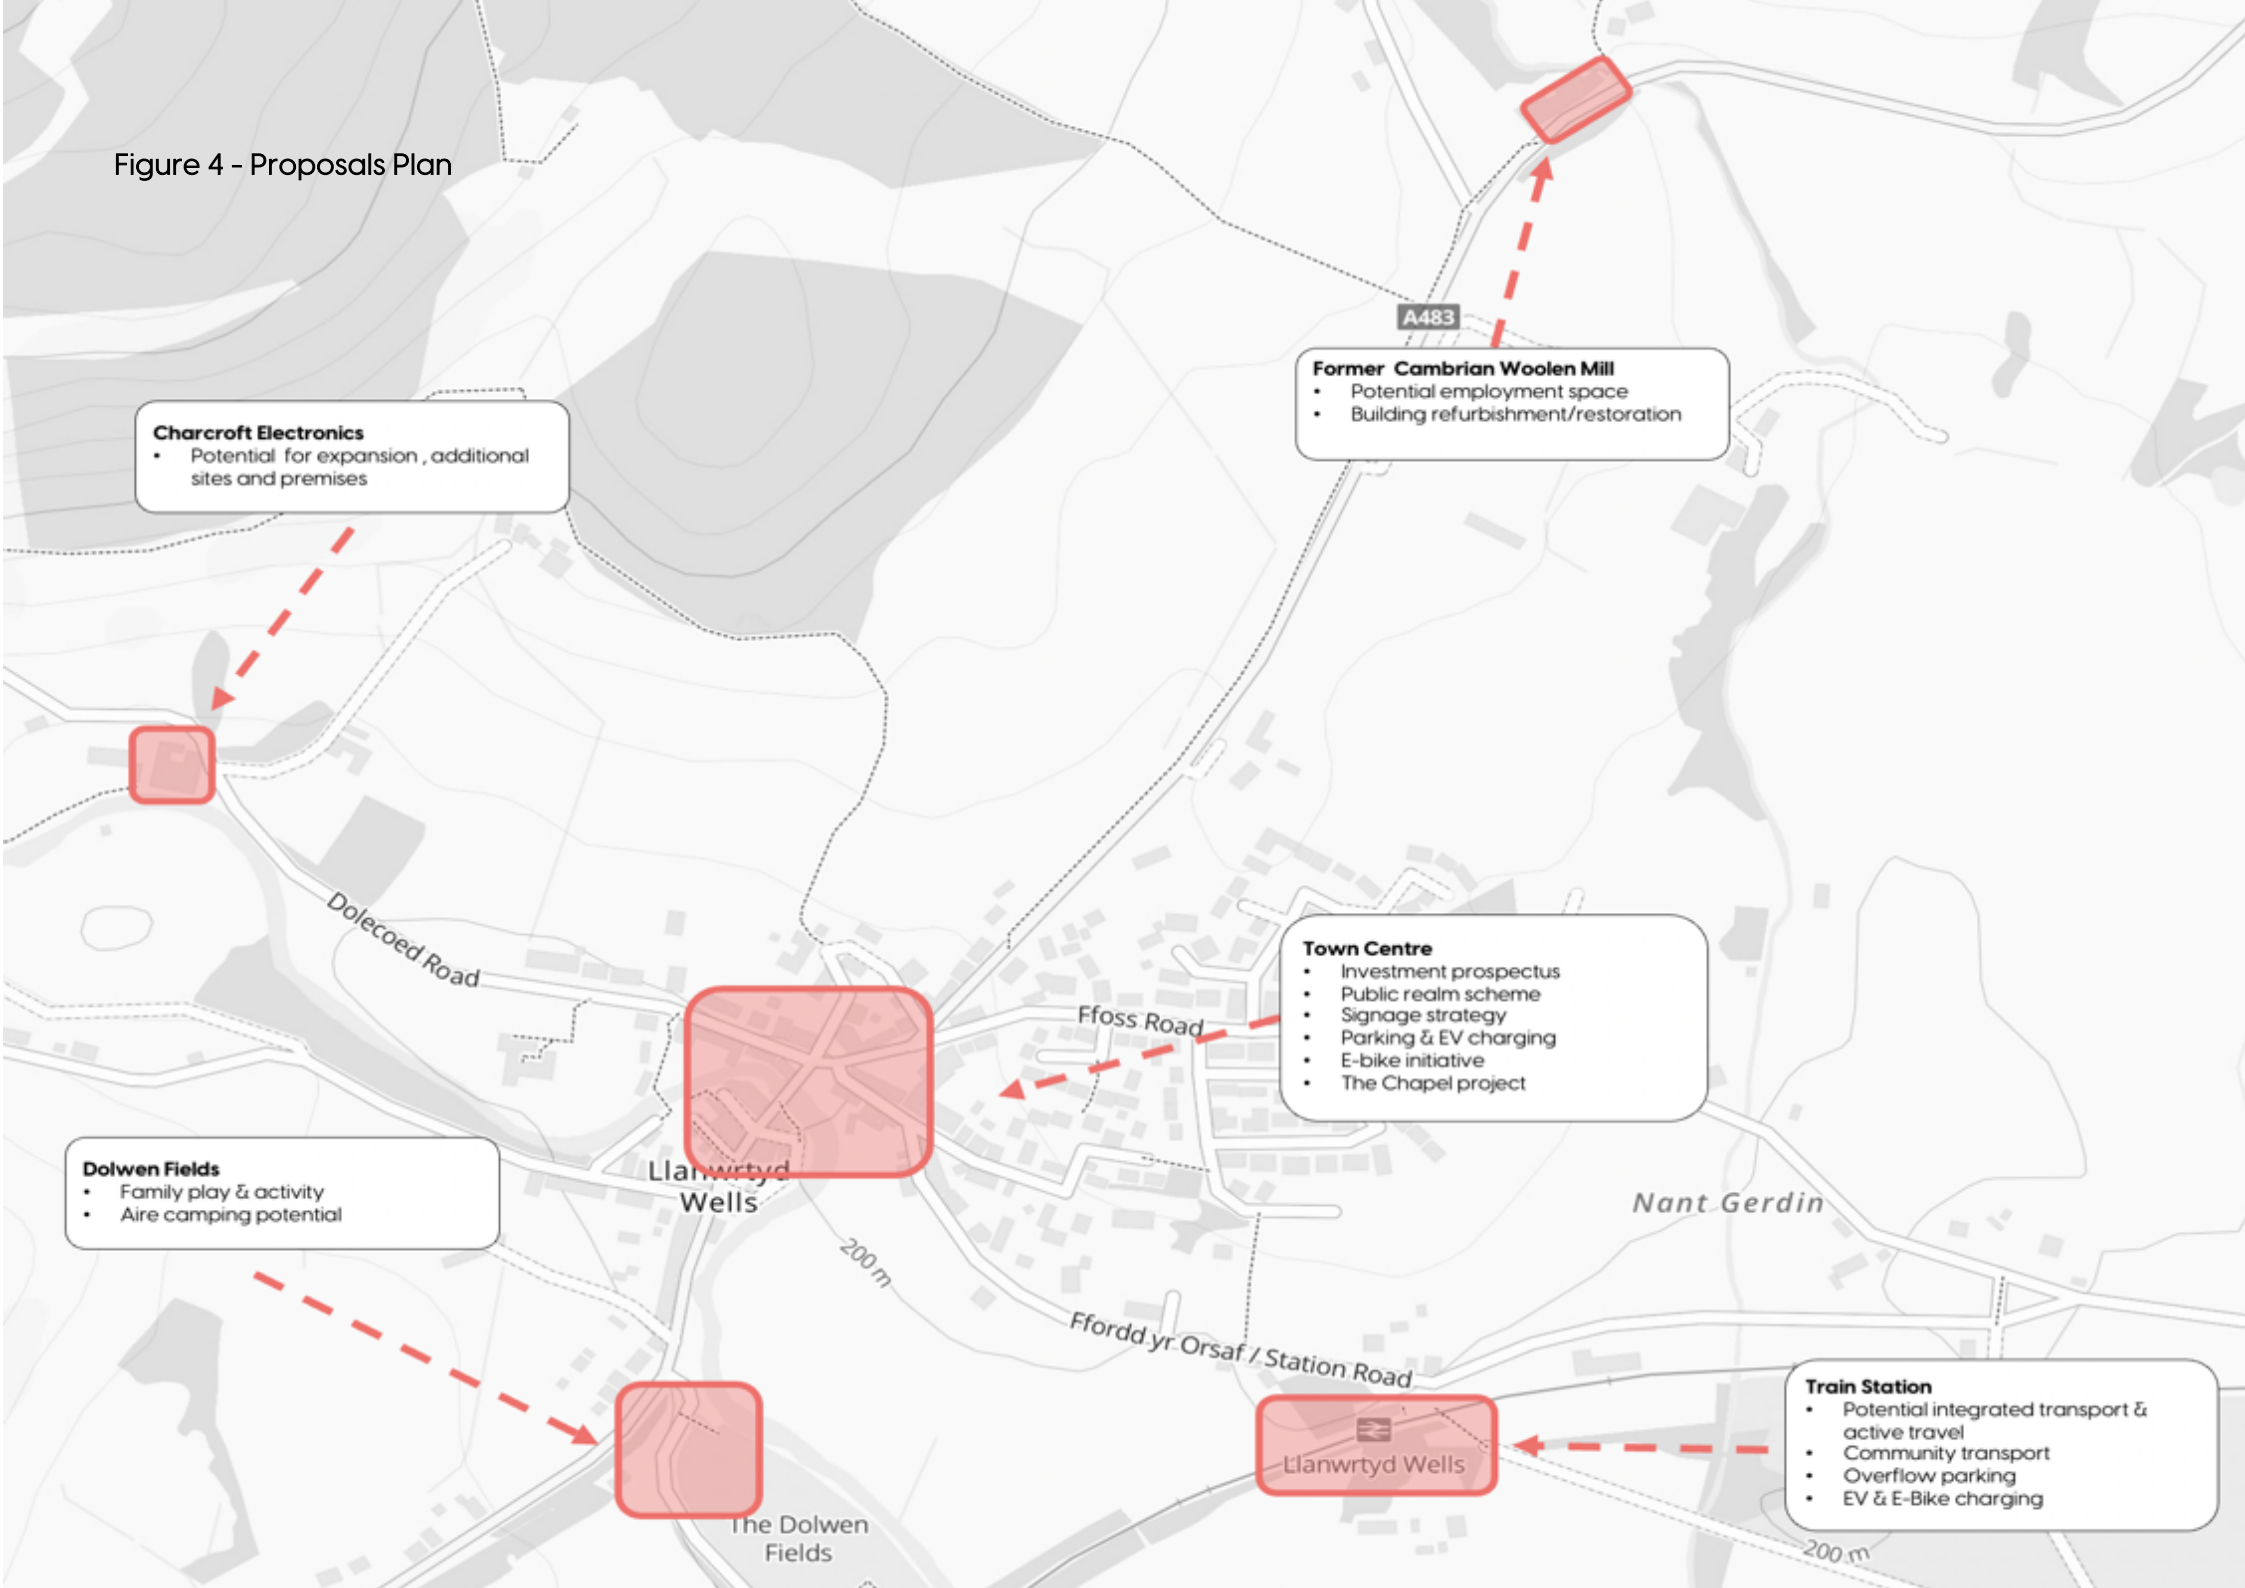 Figure 4 - Proposals Plan
A483
Former Cambrian Woolen Mill
• Potential employment space
• Building refurbishment/restoration
Charcroft Electronics
• Potential for expansion , additional
sites and premises
Dolecoed Road
Ffoss Road
Town Centre
• Investment prospectus
• Public realm scheme
• Signage strategy
• Parking & EV charging
• E-bike initiative
• The Chapel project
Llanwrtyd
Wells
Dolwen Fields
• Family play & activity
• Aire camping potential
Nant Gerdin
200 m
Ffordd yr Orsaf / Station Road
Llanwrtyd Wells
Train Station
• Potential integrated transport &
active travel
• Community transport
• Overflow parking
• EV & E-Bike charging
The Dolwen
Fields
200 m